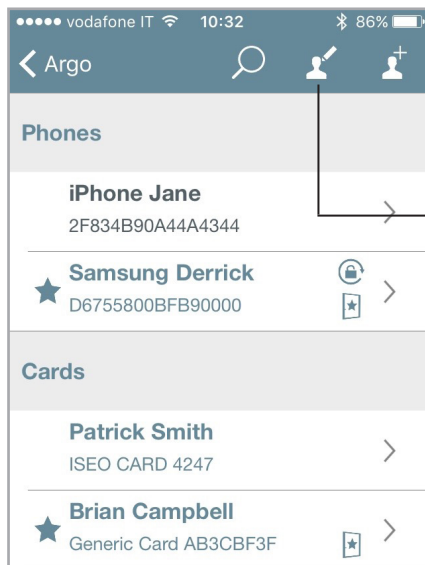 vodafone IT 10:32 86%
Argo
Phones
iPhone Jane
2F834B90A44A4344
Samsung Derrick
D6755800BFB90000
Cards
Patrick Smith
ISEO CARD 4247
Brian Campbell
Generic Card AB3CBF3F